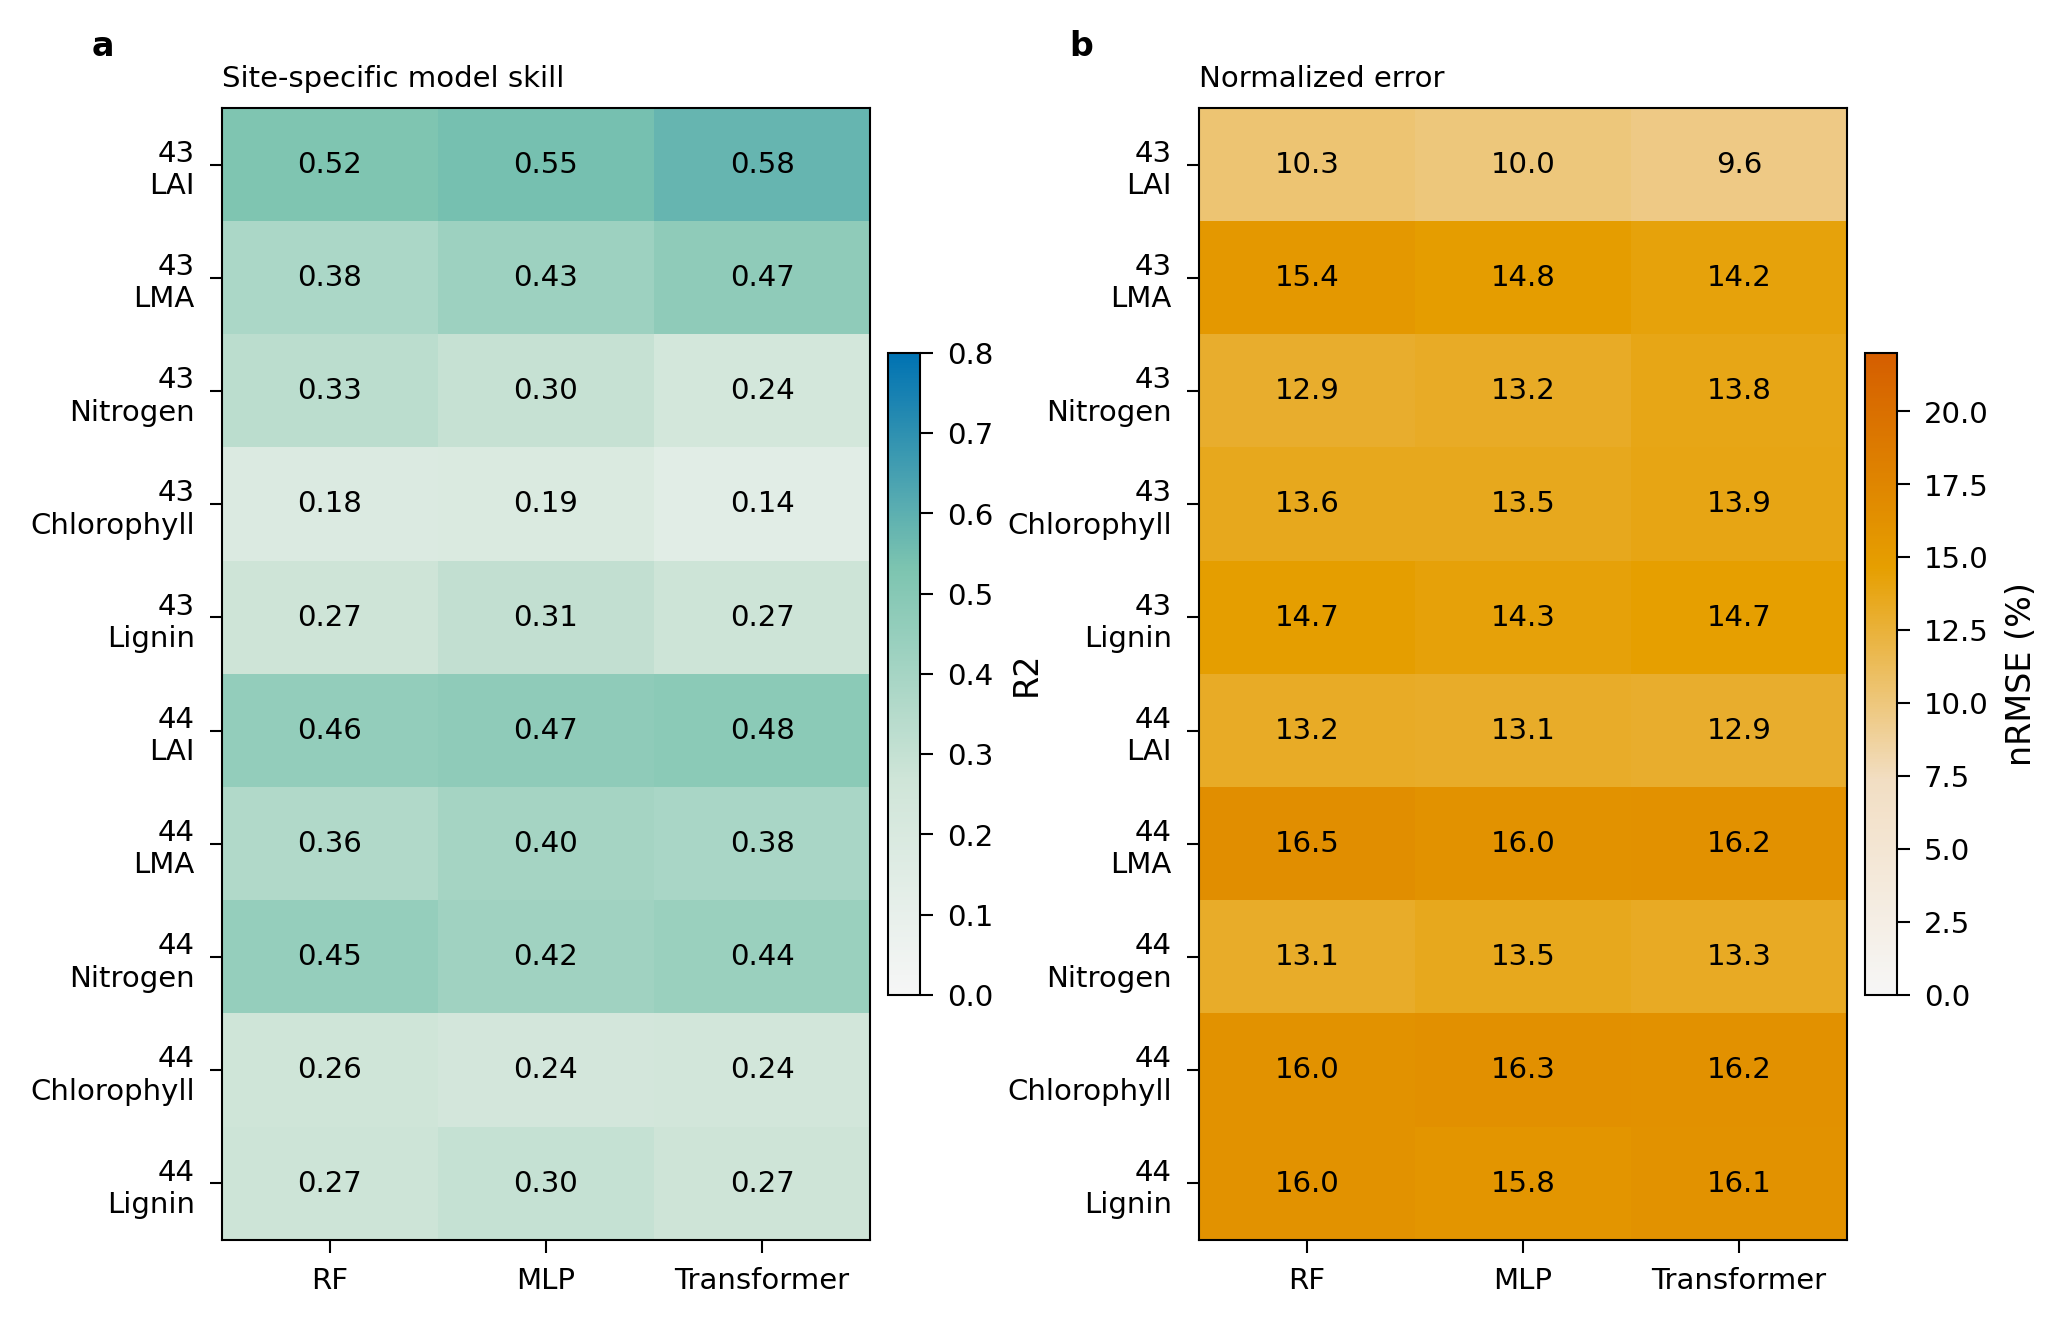 a
Site-specific model skill
43
LAI
0.52 0.55 0.58
43
LMA
0.38 0.43 0.47
43
Nitrogen
0.33 0.30 0.24
43
Chlorophyll
0.18 0.19 0.14
43
Lignin
0.27 0.31 0.27
44
LAI
0.46 0.47 0.48
44
LMA
0.36 0.40 0.38
44
Nitrogen
0.45 0.42 0.44
44
Chlorophyll
0.26 0.24 0.24
44
Lignin
0.27 0.30 0.27
RF MLP Transformer
0.8
0.7
0.6
0.5
0.4
0.3
0.2
0.1
0.0
R2
b
Normalized error
43
LAI
10.3 10.0 9.6
43
LMA
15.4 14.8 14.2
43
Nitrogen
12.9 13.2 13.8
43
Chlorophyll
13.6 13.5 13.9
43
Lignin
14.7 14.3 14.7
44
LAI
13.2 13.1 12.9
44
LMA
16.5 16.0 16.2
44
Nitrogen
13.1 13.5 13.3
44
Chlorophyll
16.0 16.3 16.2
44
Lignin
16.0 15.8 16.1
RF MLP Transformer
20.0
17.5
15.0
12.5
10.0
7.5
5.0
2.5
0.0
nRMSE (%)